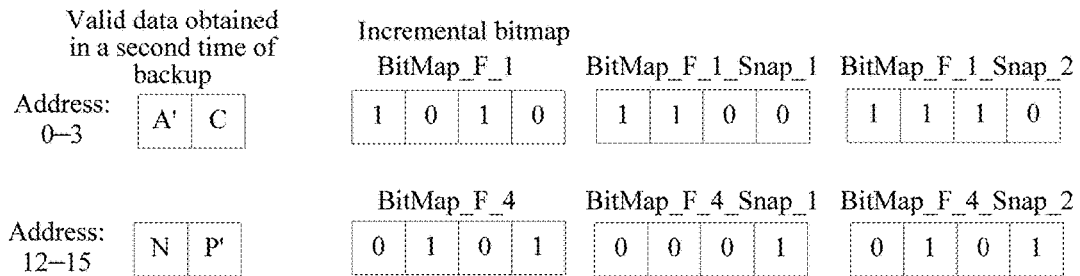 Valid data obtained
in a second time of
backup
Incremental bitmap
BitMap_F_1 BitMap_F_1_Snap_1 BitMap_F_1_Snap_2
Address:
0–3
A' C 1 0 1 0 1 1 0 0 1 1 1 0
BitMap_F_4 BitMap_F_4_Snap_1 BitMap_F_4_Snap_2
Address:
12–15
N P' 0 1 0 1 0 0 0 1 0 1 0 1